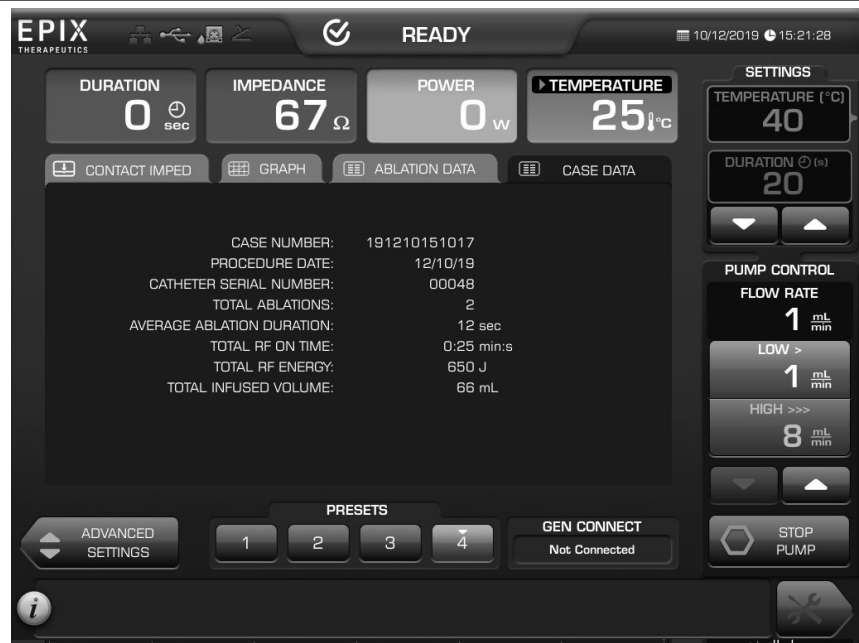 EPIX
THERAPEUTICS
READY
10/12/2019 15:21:28
DURATION
0 sec
IMPEDANCE
67 Ω
POWER
0 W
TEMPERATURE
25 °C
SETTINGS
TEMPERATURE (°C)
40
DURATION (s)
20
CONTACT IMPED
GRAPH
ABLATION DATA
CASE DATA
CASE NUMBER: 191210151017
PROCEDURE DATE: 12/10/19
CATHETER SERIAL NUMBER: 00048
TOTAL ABLATIONS: 2
AVERAGE ABLATION DURATION: 12 sec
TOTAL RF ON TIME: 0:25 min:s
TOTAL RF ENERGY: 650 J
TOTAL INFUSED VOLUME: 66 mL
PUMP CONTROL
FLOW RATE
1 mL/min
LOW >
1 mL/min
HIGH >>>
8 mL/min
STOP
PUMP
ADVANCED
SETTINGS
PRESETS
1 2 3 4
GEN CONNECT
Not Connected
i